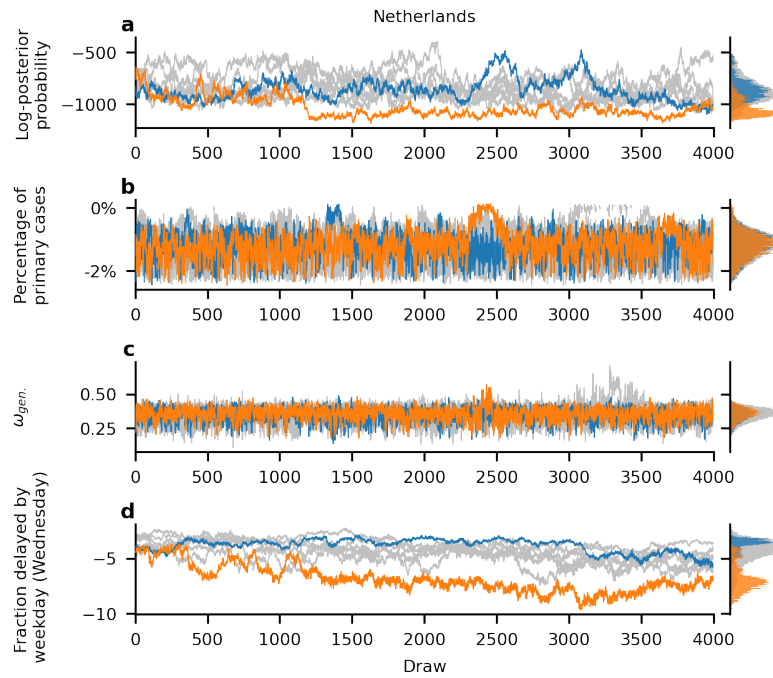 Netherlands
a
Log-posterior
probability
−500
−1000
0 500 1000 1500 2000 2500 3000 3500 4000
b
Percentage of
primary cases
0%
-2%
0 500 1000 1500 2000 2500 3000 3500 4000
c
ω_gen.
0.50
0.25
0 500 1000 1500 2000 2500 3000 3500 4000
d
Fraction delayed by
weekday (Wednesday)
−5
−10
0 500 1000 1500 2000 2500 3000 3500 4000
Draw